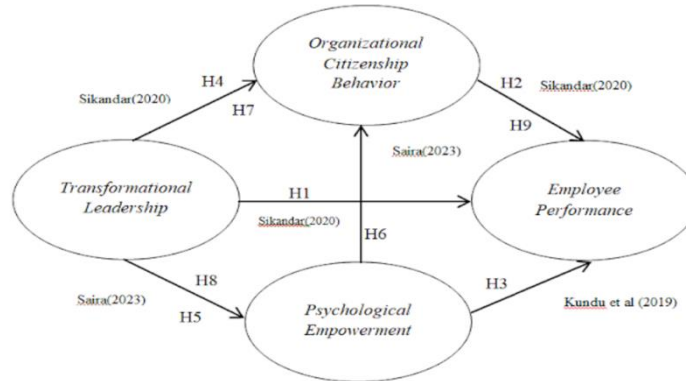 Organizational
Citizenship
Behavior
H4
Sikandar(2020)
H7
H2
Sikandar(2020)
H9
Saira(2023)
Transformational
Leadership
H1
Sikandar(2020)
H6
Employee
Performance
H8
Saira(2023)
H5
Psychological
Empowerment
H3
Kundu et al (2019)